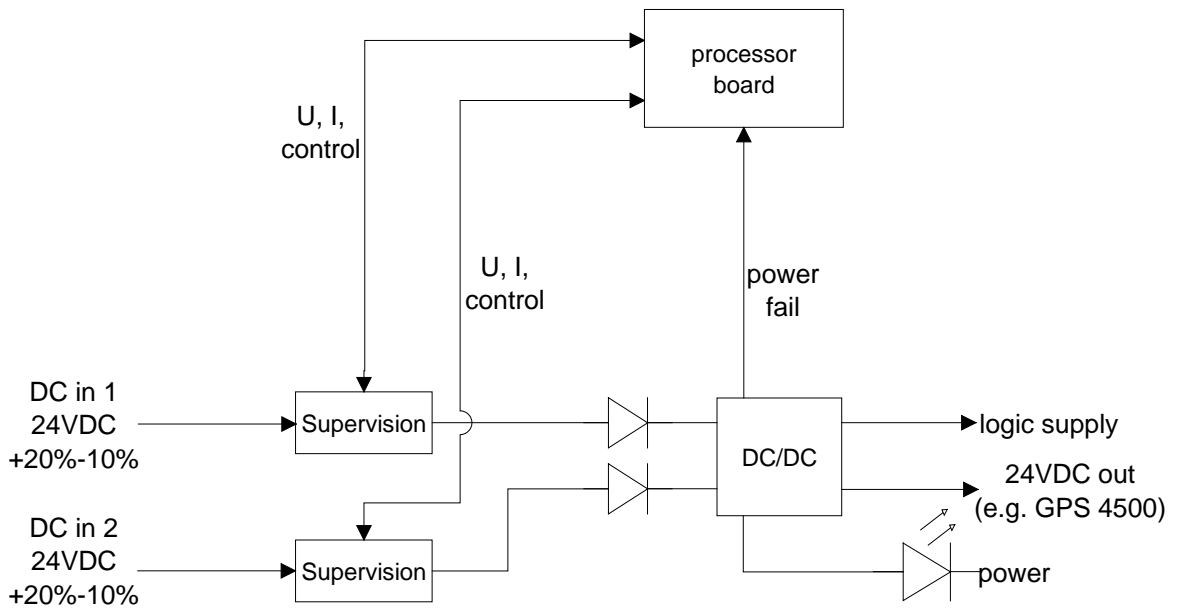 processor
board
U, I,
control
U, I,
control
power
fail
DC in 1
24VDC
+20%-10%
Supervision
DC/DC
logic supply
24VDC out
(e.g. GPS 4500)
DC in 2
24VDC
+20%-10%
Supervision
power